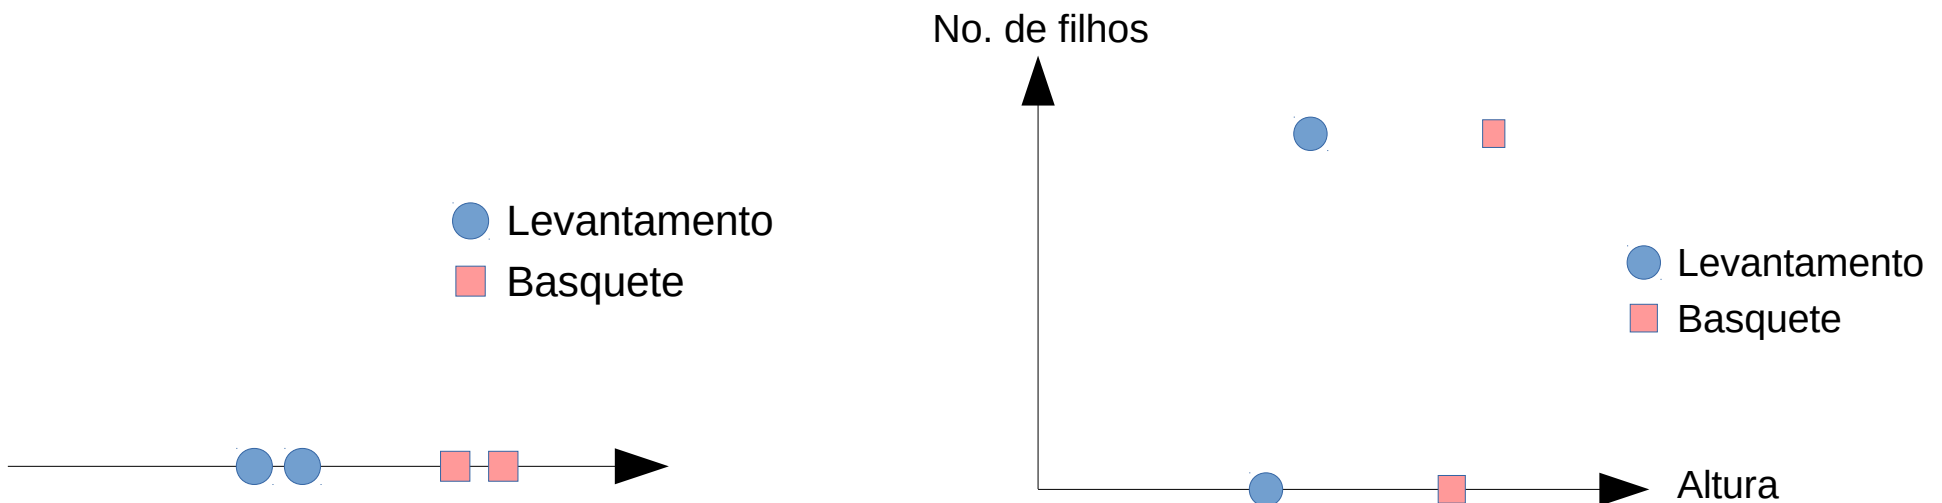 No. de filhos
Levantamento
Basquete
Levantamento
Basquete
Altura